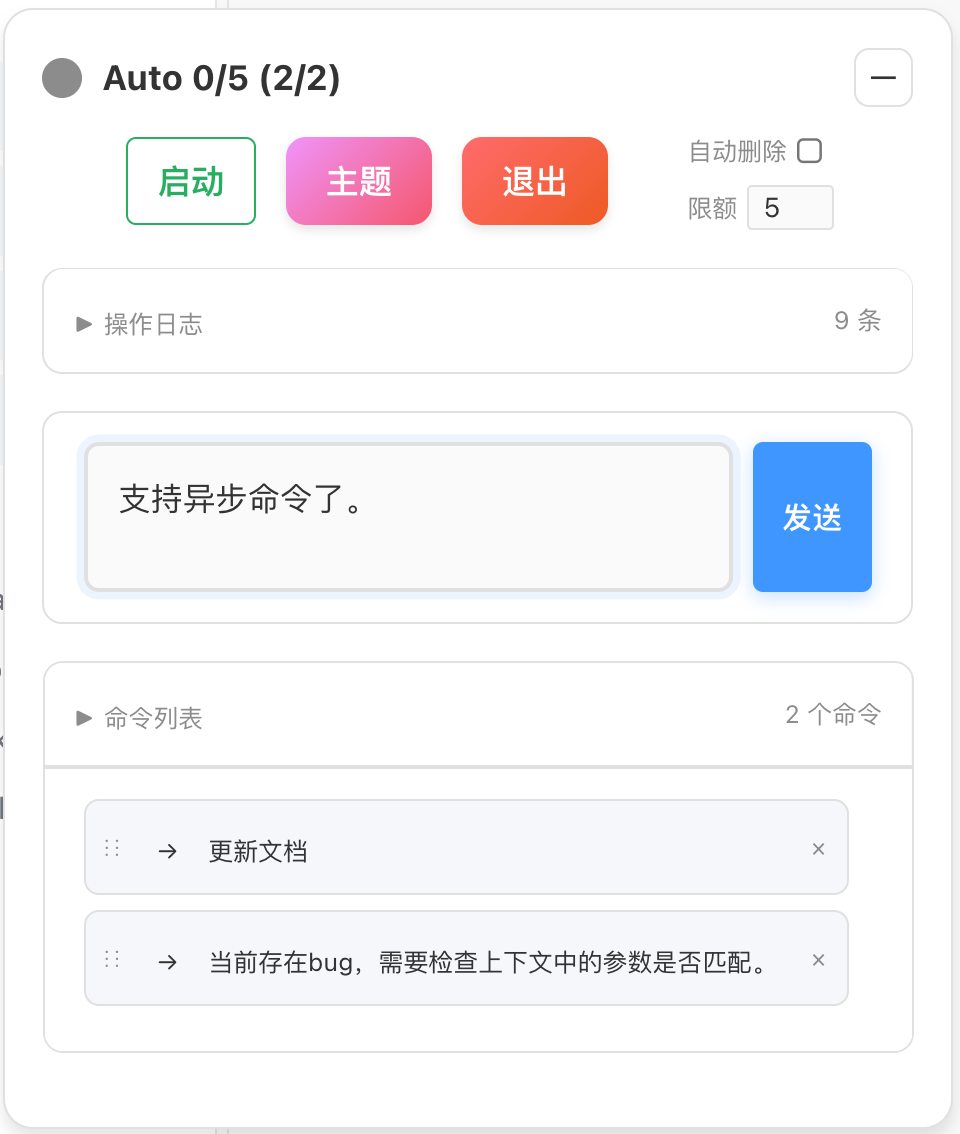 Auto 0/5 (2/2)
启动
主题
退出
自动删除
限额 5
操作日志
9 条
支持异步命令了。
发送
命令列表
2 个命令
→ 更新文档 ×
→ 当前存在bug，需要检查上下文中的参数是否匹配。 ×